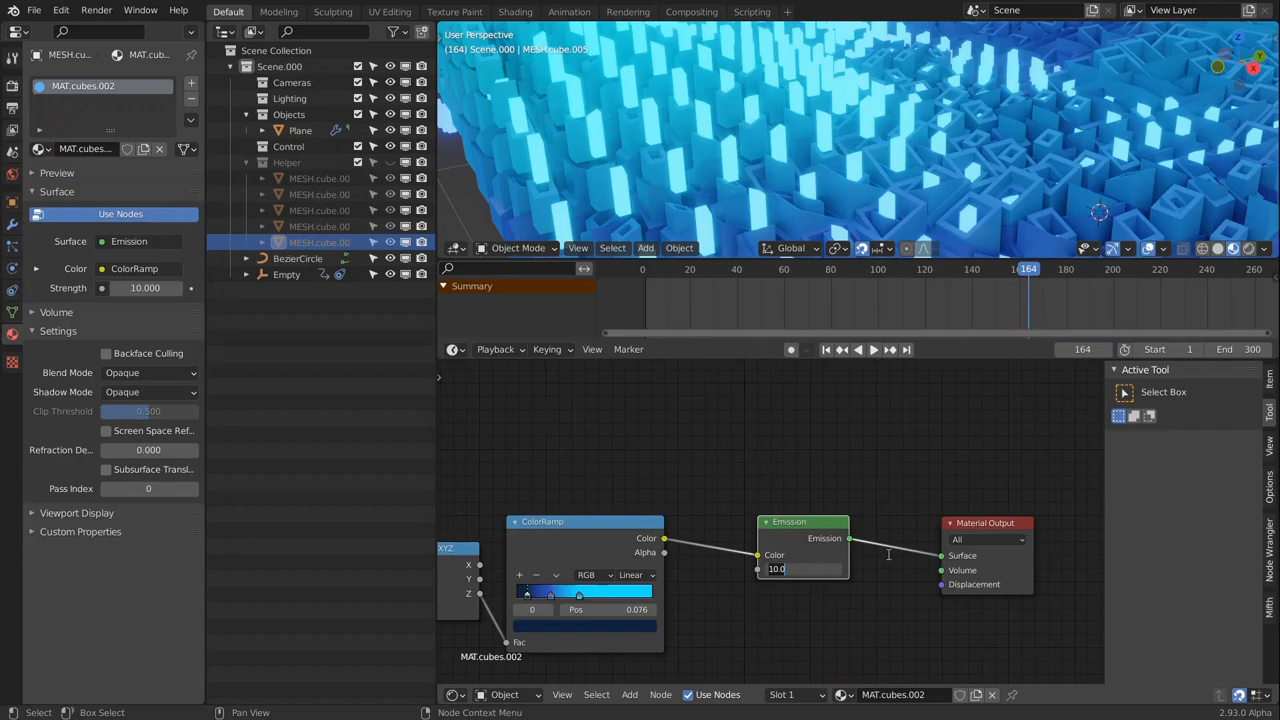 File Edit Render Window Help Default Modeling Sculpting UV Editing Texture Paint Shading Animation Rendering Compositing Scripting + Scene View Layer
MESH.cu... MAT.cub...
MAT.cubes.002
MAT.cubes...
Preview
Surface
Use Nodes
Surface Emission
Color ColorRamp
Strength 10.000
Volume
Settings
Backface Culling
Blend Mode Opaque
Shadow Mode Opaque
Clip Threshold 0.500
Screen Space Ref...
Refraction De... 0.000
Subsurface Transl...
Pass Index 0
Viewport Display
Custom Properties
Scene Collection
Scene.000
Cameras
Lighting
Objects
Plane
Control
Helper
MESH.cube.00
MESH.cube.00
MESH.cube.00
MESH.cube.00
MESH.cube.00
BezierCircle
Empty
User Perspective
(164) Scene.000 | MESH.cube.005
Z
Y
X
Object Mode View Select Add Object Global
0 20 40 60 80 100 120 140 164 180 200 220 240 260
Summary
Playback Keying View Marker 164 Start 1 End 300
Active Tool
Select Box
Item
Tool
View
Options
Node Wrangler
Mifth
XYZ
X
Y
Z
ColorRamp
Color
Alpha
+ − RGB Linear
0 Pos 0.076
Fac
Emission
Emission
Color
10.0
Material Output
All
Surface
Volume
Displacement
MAT.cubes.002
Object View Select Add Node Use Nodes Slot 1 MAT.cubes.002
Select Box Select Pan View Node Context Menu 2.93.0 Alpha